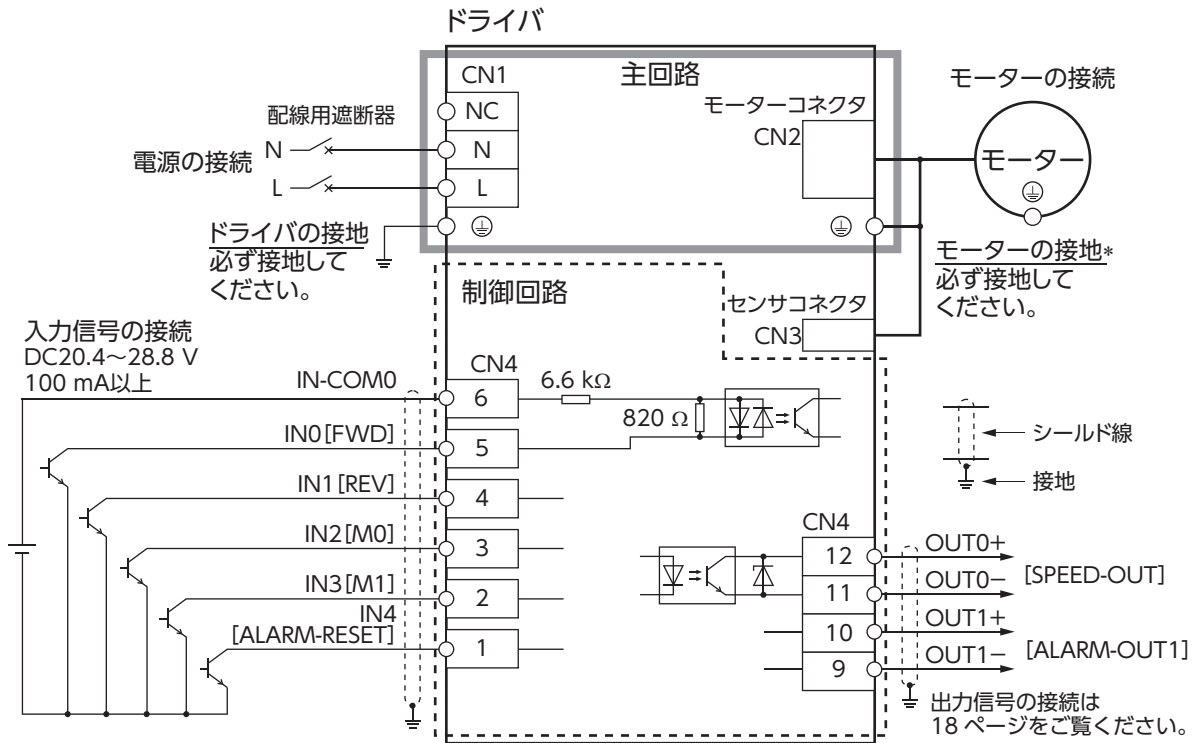 ドライバ
CN1
主回路
モーターの接続
配線用遮断器
NC
モーターコネクタ
CN2
電源の接続
N
N
モーター
L
L
ドライバの接地
必ず接地して
ください。
モーターの接地*
必ず接地して
ください。
制御回路
センサコネクタ
CN3
入力信号の接続
DC20.4～28.8 V
100 mA以上
IN-COM0
CN4
6
6.6 kΩ
820 Ω
IN0[FWD]
5
シールド線
接地
IN1[REV]
4
IN2[M0]
3
IN3[M1]
2
IN4
[ALARM-RESET]
1
CN4
12
OUT0+
[SPEED-OUT]
11
OUT0−
10
OUT1+
[ALARM-OUT1]
9
OUT1−
出力信号の接続は
18 ページをご覧ください。